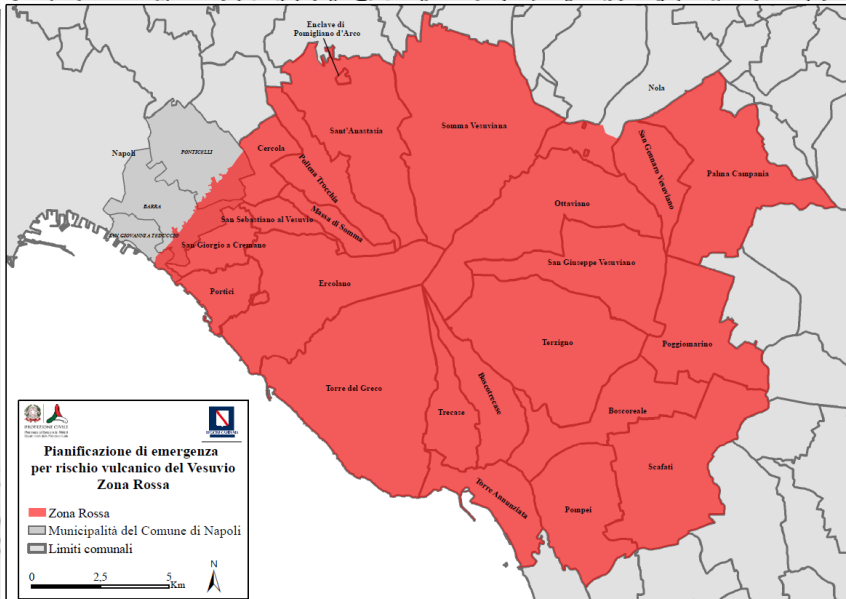 Enclave di
Pomigliano d'Arco
Nola
Somma Vesuviana
Sant'Anastasia
Cercola
Pollena Trocchia
San Gennaro Vesuviano
Palma Campania
Napoli
PONTICELLI
BARRA
SAN GIOVANNI A TEDUCCIO
Massa di Somma
San Sebastiano al Vesuvio
Ottaviano
San Giorgio a Cremano
San Giuseppe Vesuviano
Portici
Ercolano
Terzigno
Poggiomarino
Torre del Greco
Trecase
Boscotrecase
Boscoreale
Scafati
Pompei
Torre Annunziata
PROTEZIONE CIVILE
Pianificazione di emergenza
per rischio vulcanico del Vesuvio
Zona Rossa
Zona Rossa
Municipalità del Comune di Napoli
Limiti comunali
0 2,5 5
Km
N